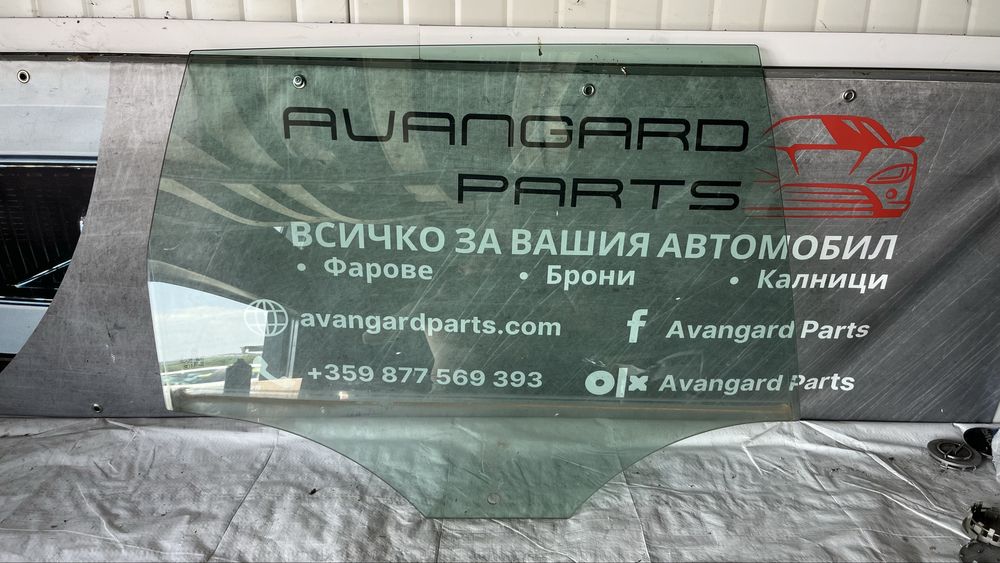 AVANGARD
PARTS
ВСИЧКО ЗА ВАШИЯ АВТОМОБИЛ
• Фарове • Брони • Калници
avangardparts.com f Avangard Parts
+359 877 569 393 olx Avangard Parts